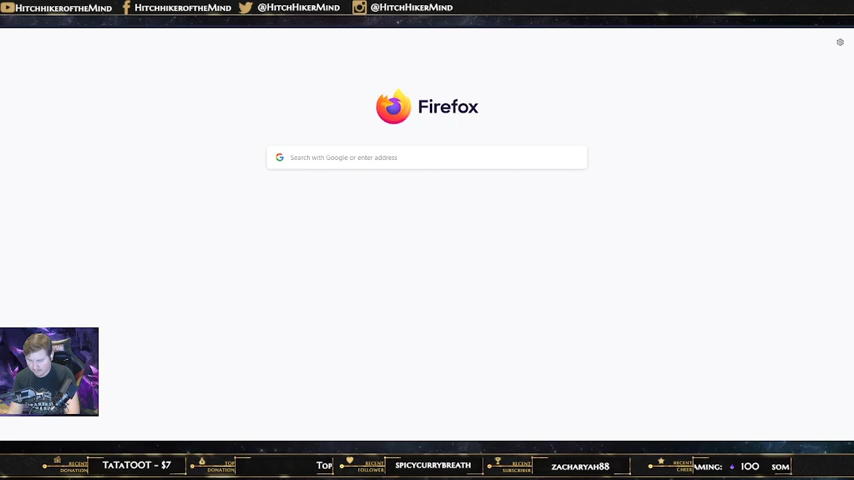 HitchhikeroftheMind HitchhikeroftheMind @HitchHikerMind @HitchHikerMind
Firefox
Search with Google or enter address
RECENT DONATION TATATOOT - $7 TOP DONATION Top RECENT FOLLOWER SPICYCURRYBREATH RECENT SUBSCRIBER ZACHARYAH88 RECENT CHEER AMING: 100 SOM